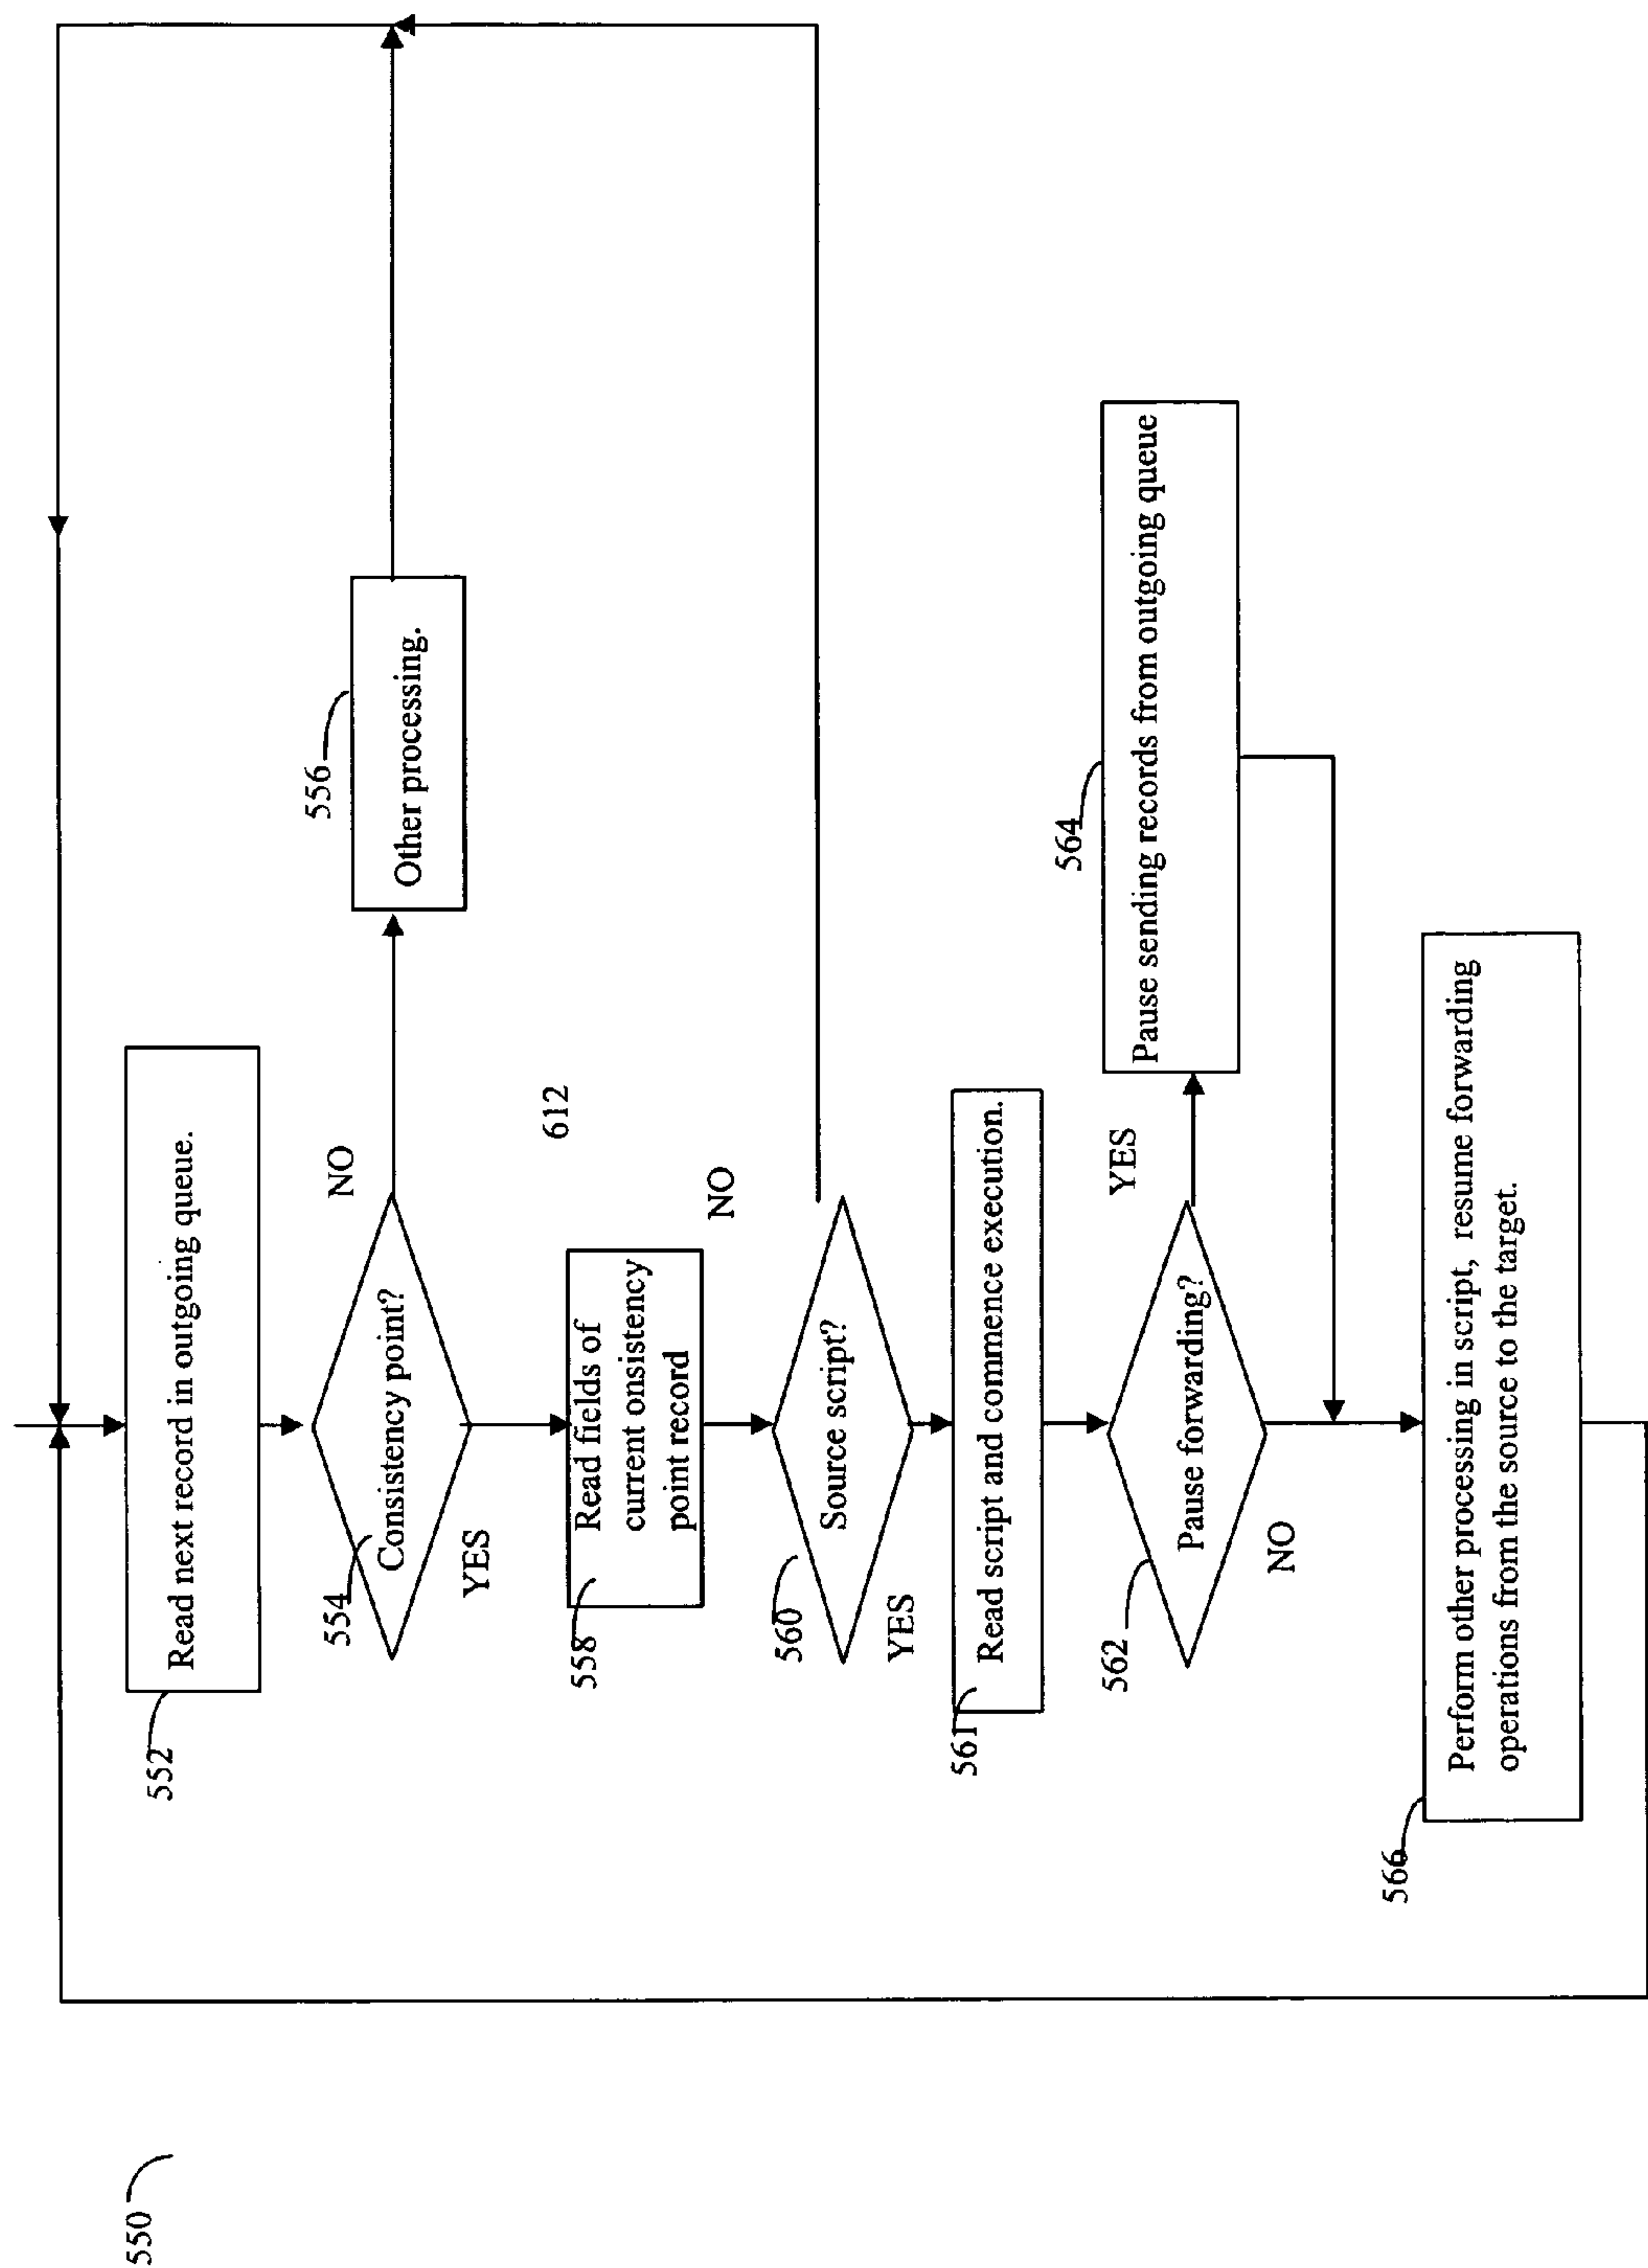 550
552
Read next record in outgoing queue.
554
Consistency point?
NO
556
Other processing.
YES
612
558
Read fields of
current onsistency
point record
NO
560
Source script?
YES
561
Read script and commence execution.
562
Pause forwarding?
YES
564
Pause sending records from outgoing queue
NO
566
Perform other processing in script, resume forwarding
operations from the source to the target.